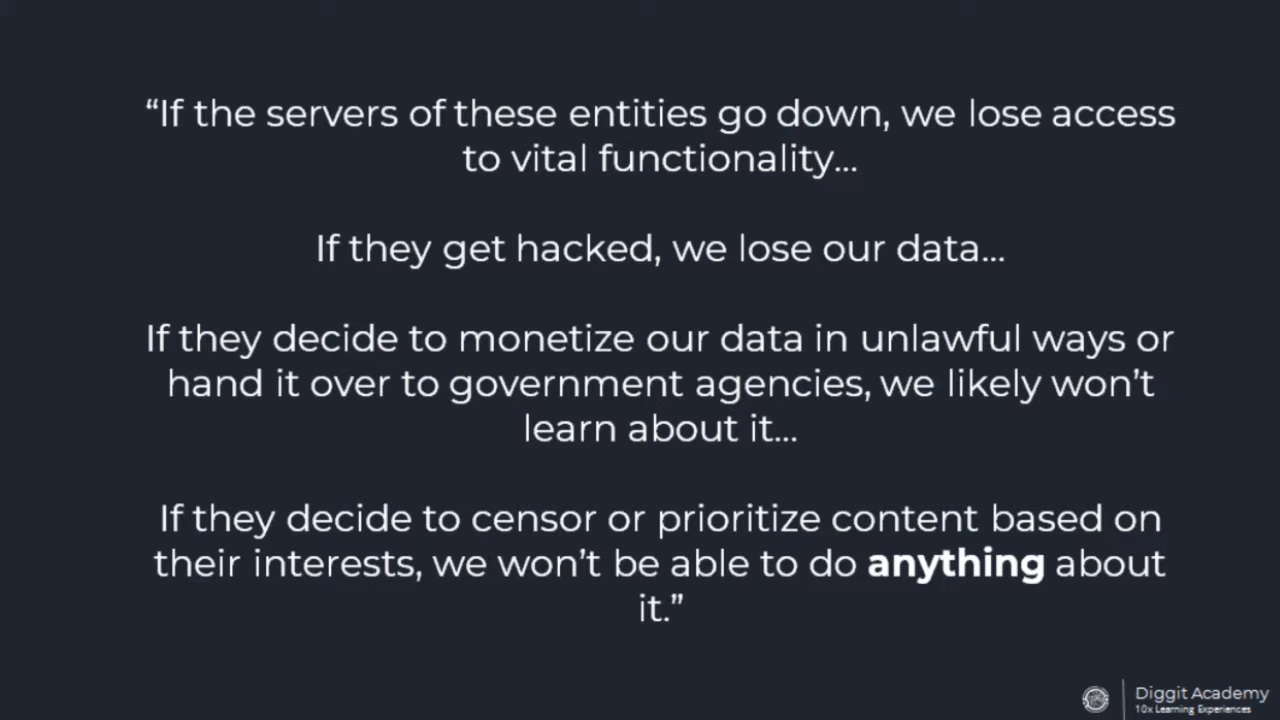 “If the servers of these entities go down, we lose access
to vital functionality...
If they get hacked, we lose our data...
If they decide to monetize our data in unlawful ways or
hand it over to government agencies, we likely won’t
learn about it...
If they decide to censor or prioritize content based on
their interests, we won’t be able to do anything about
it.”
Diggit Academy
10x Learning Experiences